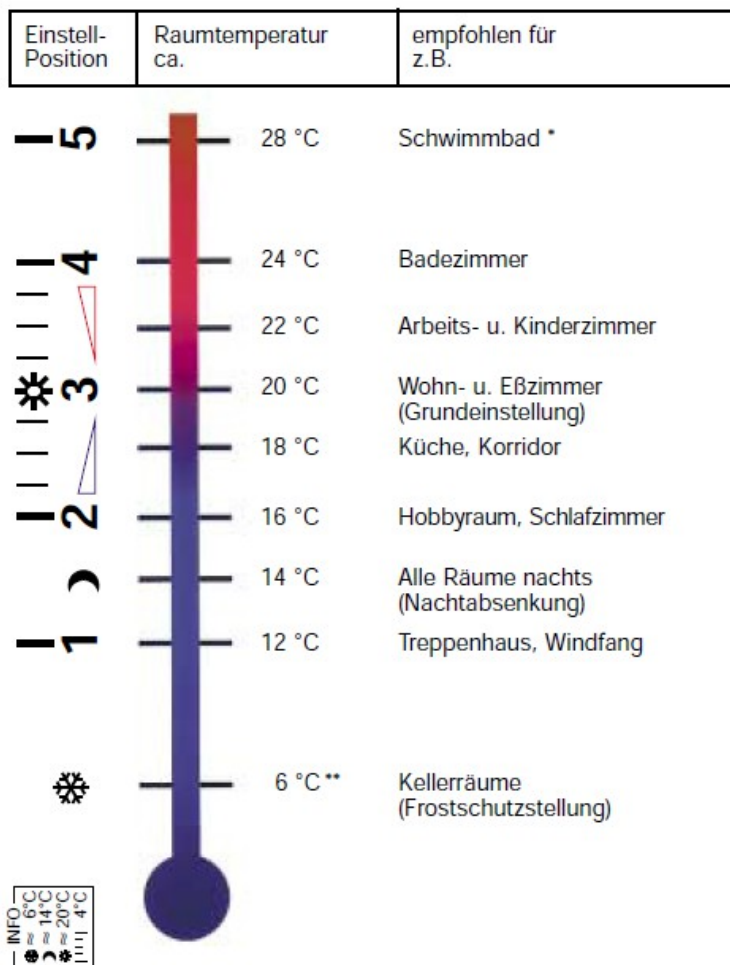 Einstell-
Position
Raumtemperatur
ca.
empfohlen für
z.B.
5 28 °C Schwimmbad *
4 24 °C Badezimmer
22 °C Arbeits- u. Kinderzimmer
3 20 °C Wohn- u. Eßzimmer
(Grundeinstellung)
18 °C Küche, Korridor
2 16 °C Hobbyraum, Schlafzimmer
14 °C Alle Räume nachts
(Nachtabsenkung)
1 12 °C Treppenhaus, Windfang
6 °C ** Kellerräume
(Frostschutzstellung)
INFO
≈ 6°C
≈ 14°C
≈ 20°C
4°C